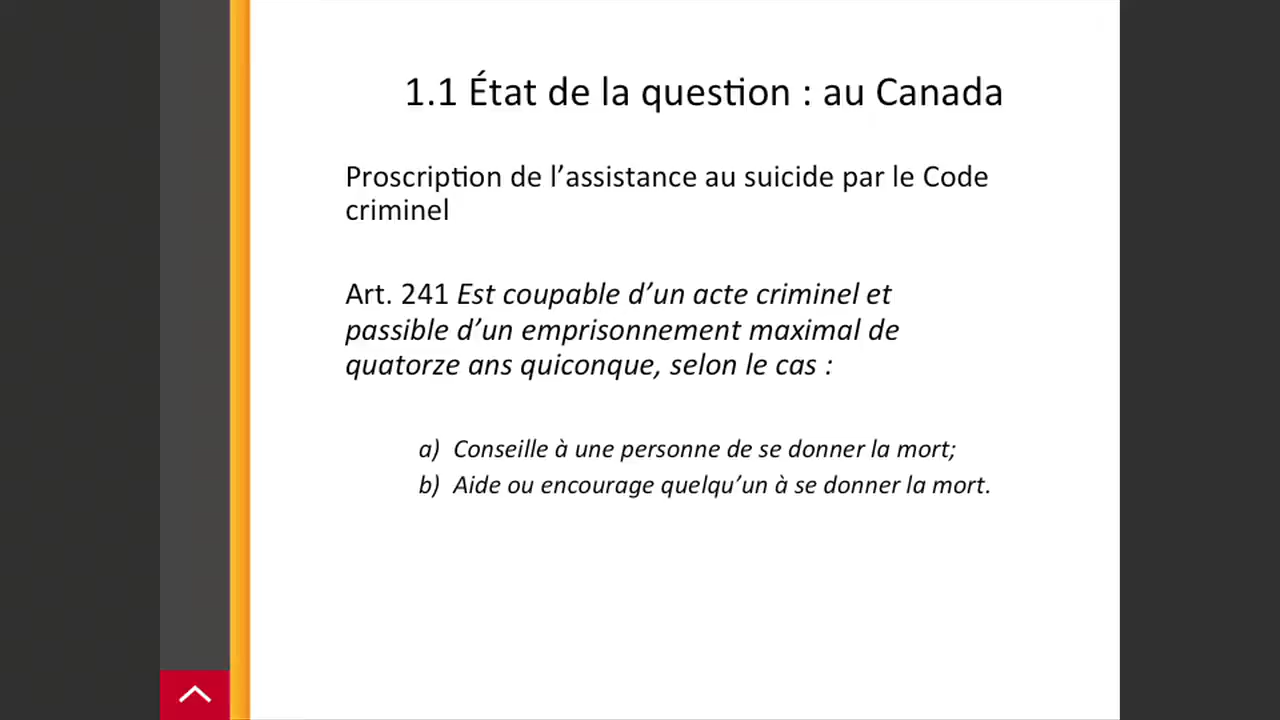 1.1 État de la question : au Canada
Proscription de l’assistance au suicide par le Code
criminel
Art. 241 Est coupable d’un acte criminel et
passible d’un emprisonnement maximal de
quatorze ans quiconque, selon le cas :
a) Conseille à une personne de se donner la mort;
b) Aide ou encourage quelqu’un à se donner la mort.